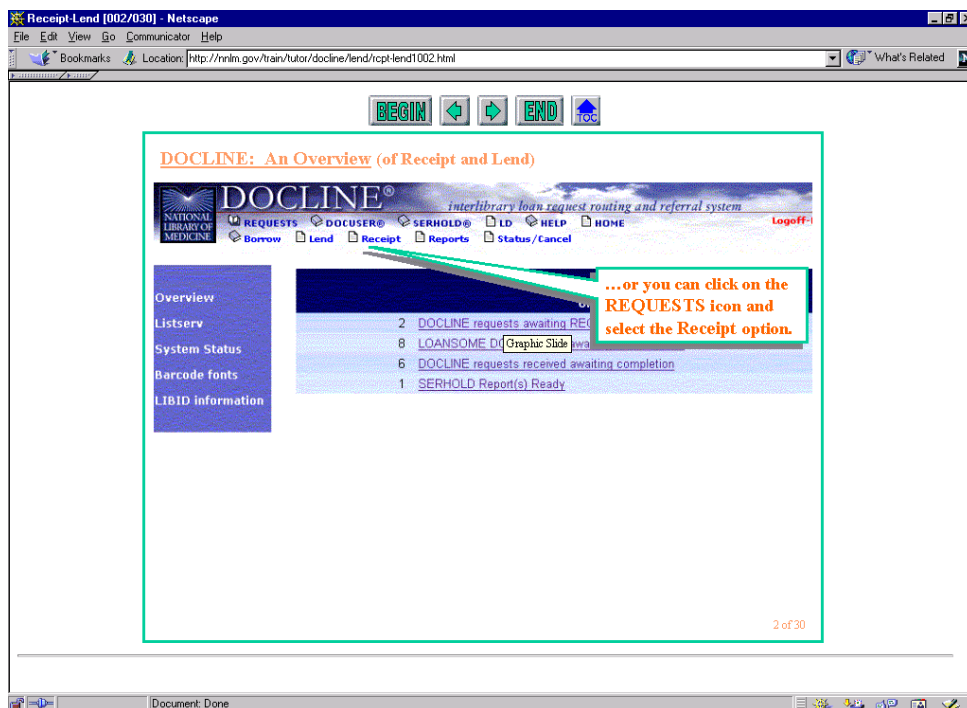 Receipt-Lend [002/030] - Netscape
File Edit View Go Communicator Help
Bookmarks Location: http://nnlm.gov/train/tutor/docline/lend/rcpt-lend1002.html What's Related
BEGIN END TOC
DOCLINE: An Overview (of Receipt and Lend)
NATIONAL LIBRARY OF MEDICINE
DOCLINE®
interlibrary loan request routing and referral system
REQUESTS DOCUSER® SERHOLD® LD HELP HOME Logoff-
Borrow Lend Receipt Reports Status/Cancel
...or you can click on the
REQUESTS icon and
select the Receipt option.
Overview
Listserv
System Status
Barcode fonts
LIBID information
2 DOCLINE requests awaiting
8 LOANSOME
Graphic Slide
6 DOCLINE requests received awaiting completion
1 SERHOLD Report(s) Ready
2 of 30
Document: Done